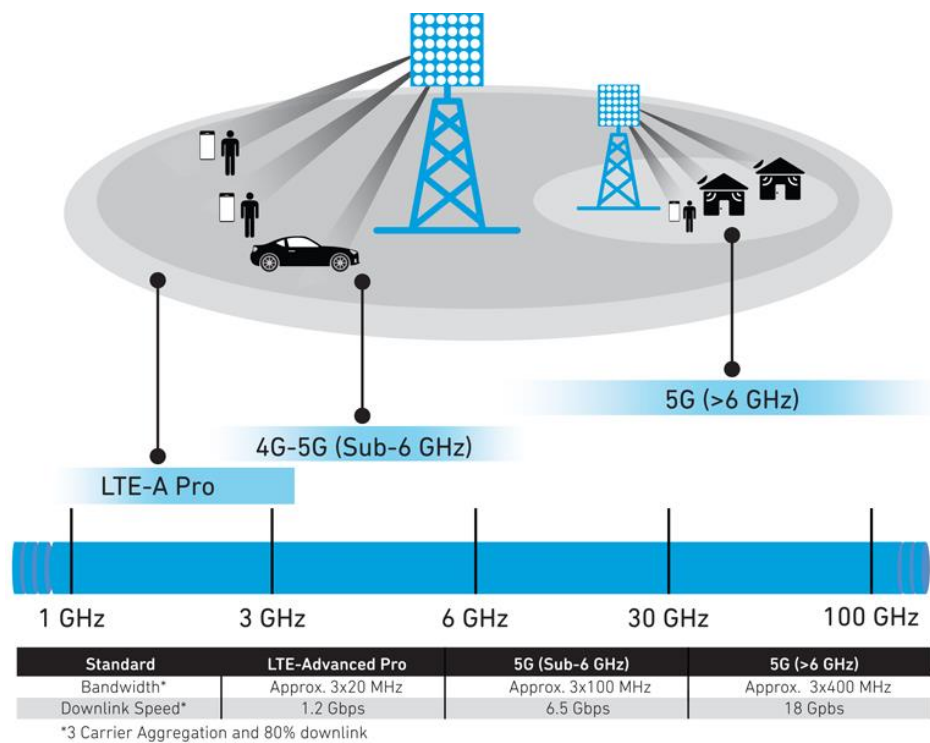 5G (>6 GHz)
4G-5G (Sub-6 GHz)
LTE-A Pro
1 GHz 3 GHz 6 GHz 30 GHz 100 GHz
Standard LTE-Advanced Pro 5G (Sub-6 GHz) 5G (>6 GHz)
Bandwidth* Approx. 3x20 MHz Approx. 3x100 MHz Approx. 3x400 MHz
Downlink Speed* 1.2 Gbps 6.5 Gbps 18 Gpbs
*3 Carrier Aggregation and 80% downlink